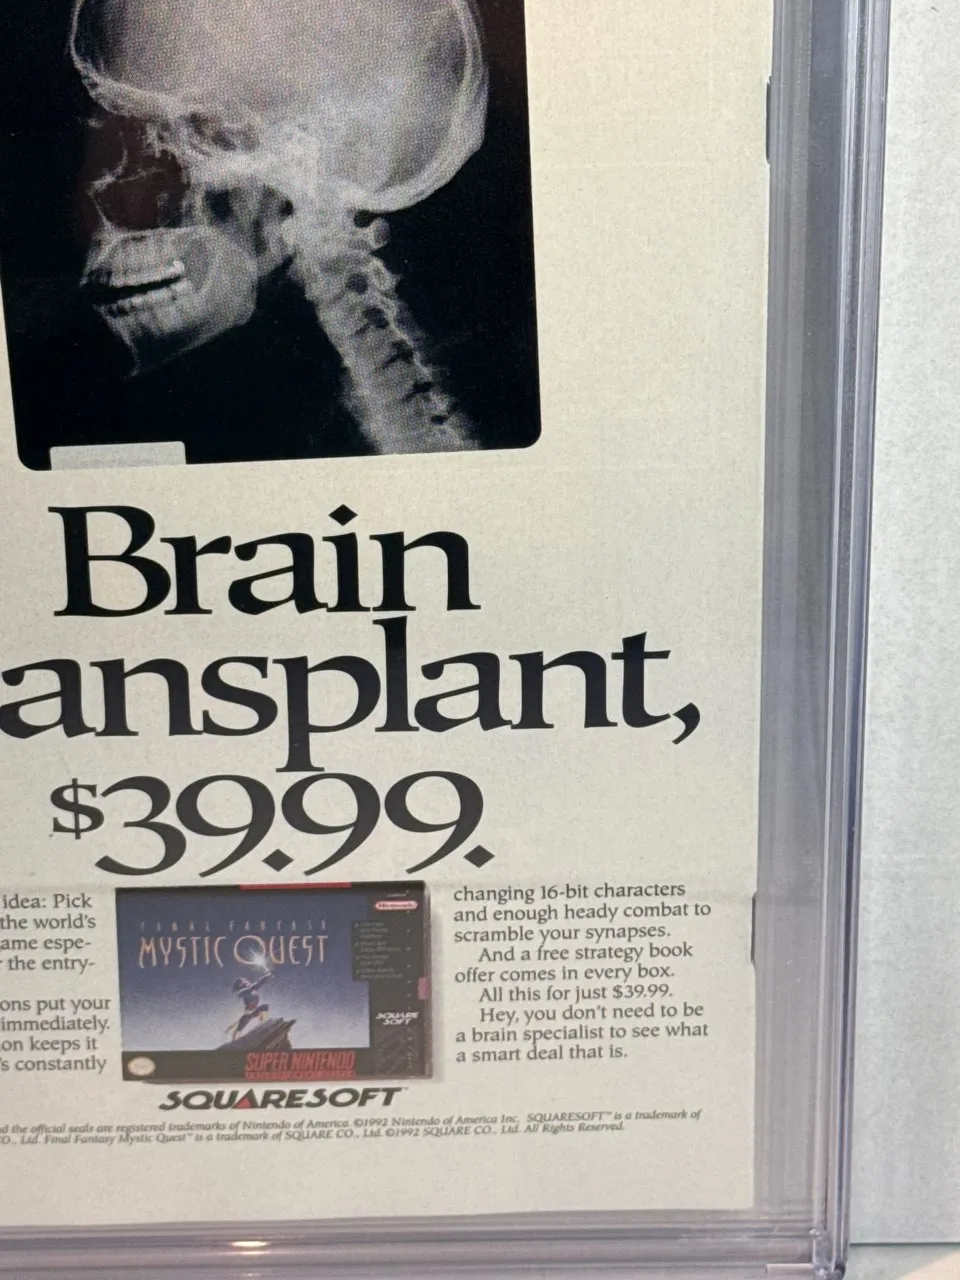 Brain
ansplant,
$39.99.
idea: Pick
the world's
ame espe-
the entry-
ons put your
immediately.
on keeps it
's constantly
Nintendo
FINAL FANTASY
MYSTIC QUEST
SQUARE
SOFT
SUPER NINTENDO
SQUARESOFT™
changing 16-bit characters
and enough heady combat to
scramble your synapses.
And a free strategy book
offer comes in every box.
All this for just $39.99.
Hey, you don't need to be
a brain specialist to see what
a smart deal that is.
d the official seals are registered trademarks of Nintendo of America. ©1992 Nintendo of America Inc. SQUARESOFT™ is a trademark of
O., Ltd. Final Fantasy Mystic Quest™ is a trademark of SQUARE CO., Ltd. ©1992 SQUARE CO., Ltd. All Rights Reserved.